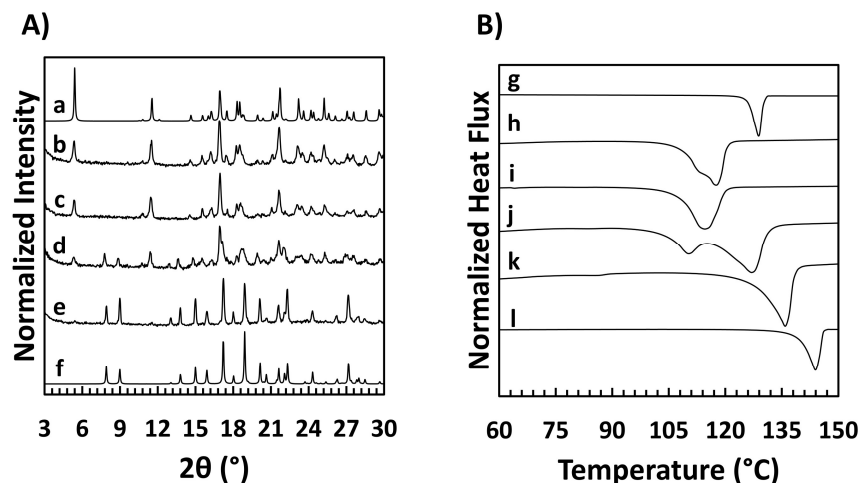 A)
Normalized Intensity
a
b
c
d
e
f
3 6 9 12 15 18 21 24 27 30
2θ (°)
B)
Normalized Heat Flux
g
h
i
j
k
l
60 75 90 105 120 135 150
Temperature (°C)